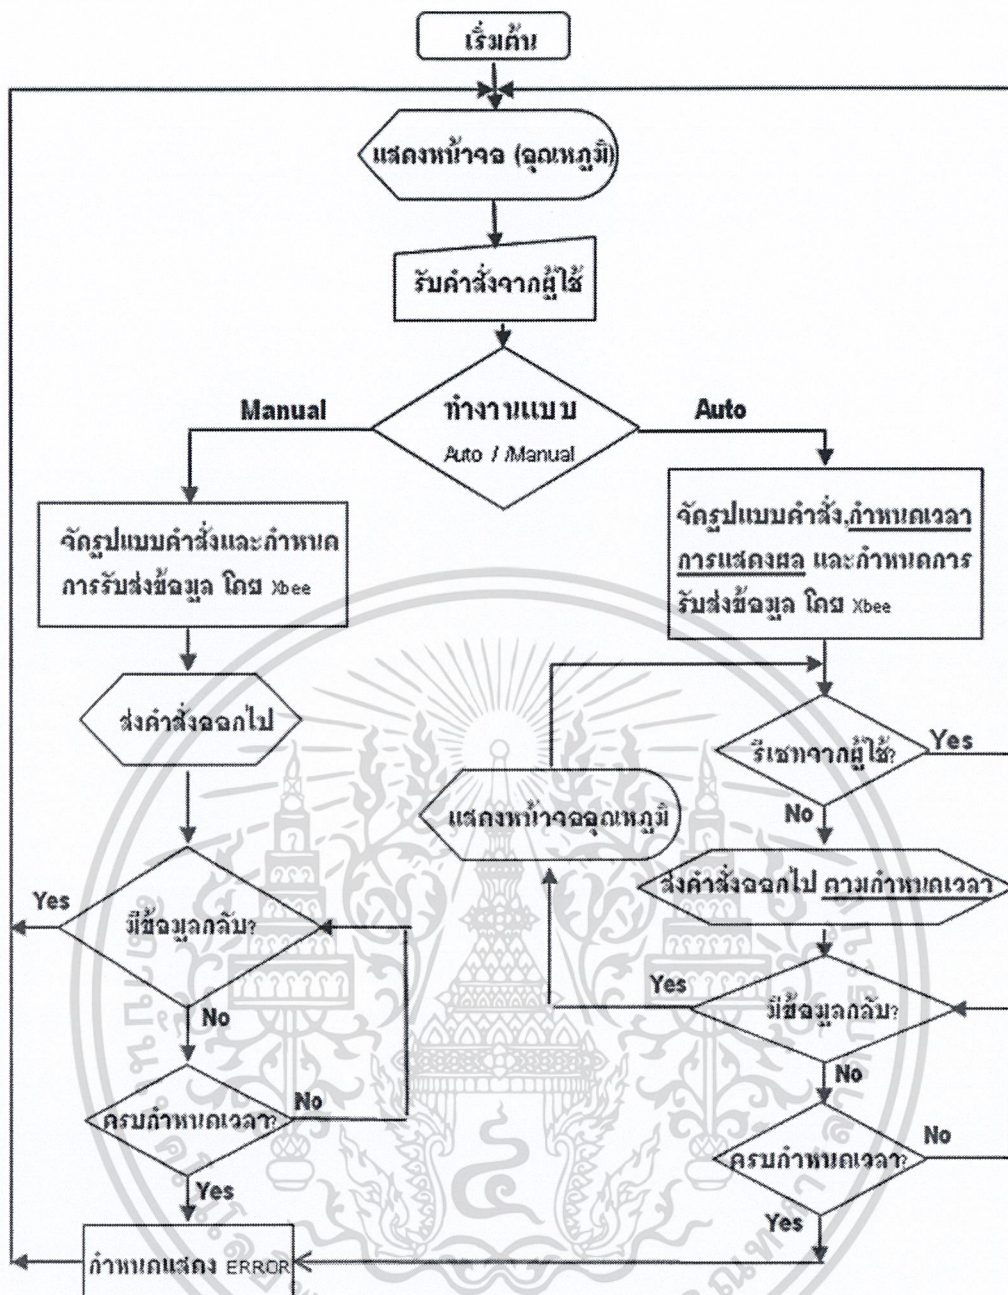 เริ่มต้น
แสดงหน้าจอ (อุณหภูมิ)
รับคำสั่งจากผู้ใช้
Manual
ทำงานแบบ
Auto / /Manual
Auto
จัดรูปแบบคำสั่งและกำหนด
การรับส่งข้อมูล โดย Xbee
จัดรูปแบบคำสั่ง,กำหนดเวลา
การแสดงผล และกำหนดการ
รับส่งข้อมูล โดย Xbee
ส่งคำสั่งออกไป
รีเซทจากผู้ใช้?
Yes
No
แสดงหน้าจออุณหภูมิ
ส่งคำสั่งออกไป ตามกำหนดเวลา
Yes
มีข้อมูลกลับ?
No
Yes
มีข้อมูลกลับ?
No
ครบกำหนดเวลา?
No
Yes
ครบกำหนดเวลา?
No
Yes
กำหนดแสดง ERROR